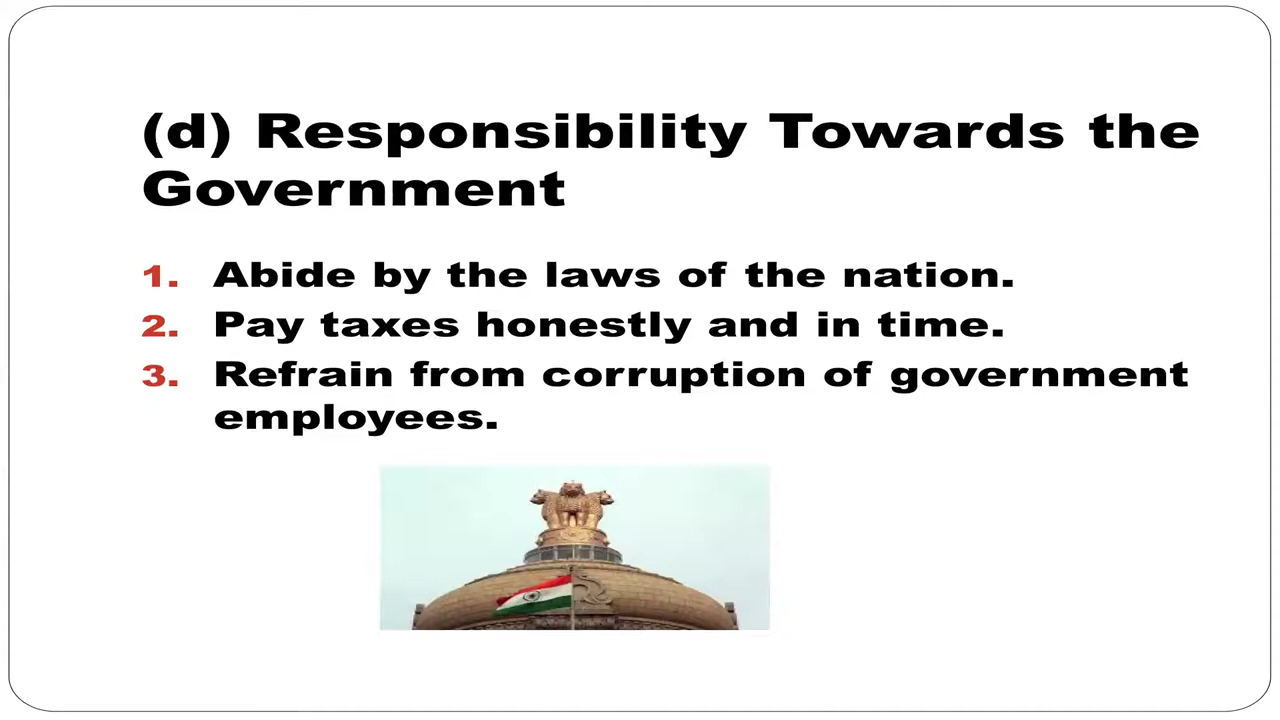 (d) Responsibility Towards the
Government
1. Abide by the laws of the nation.
2. Pay taxes honestly and in time.
3. Refrain from corruption of government
employees.